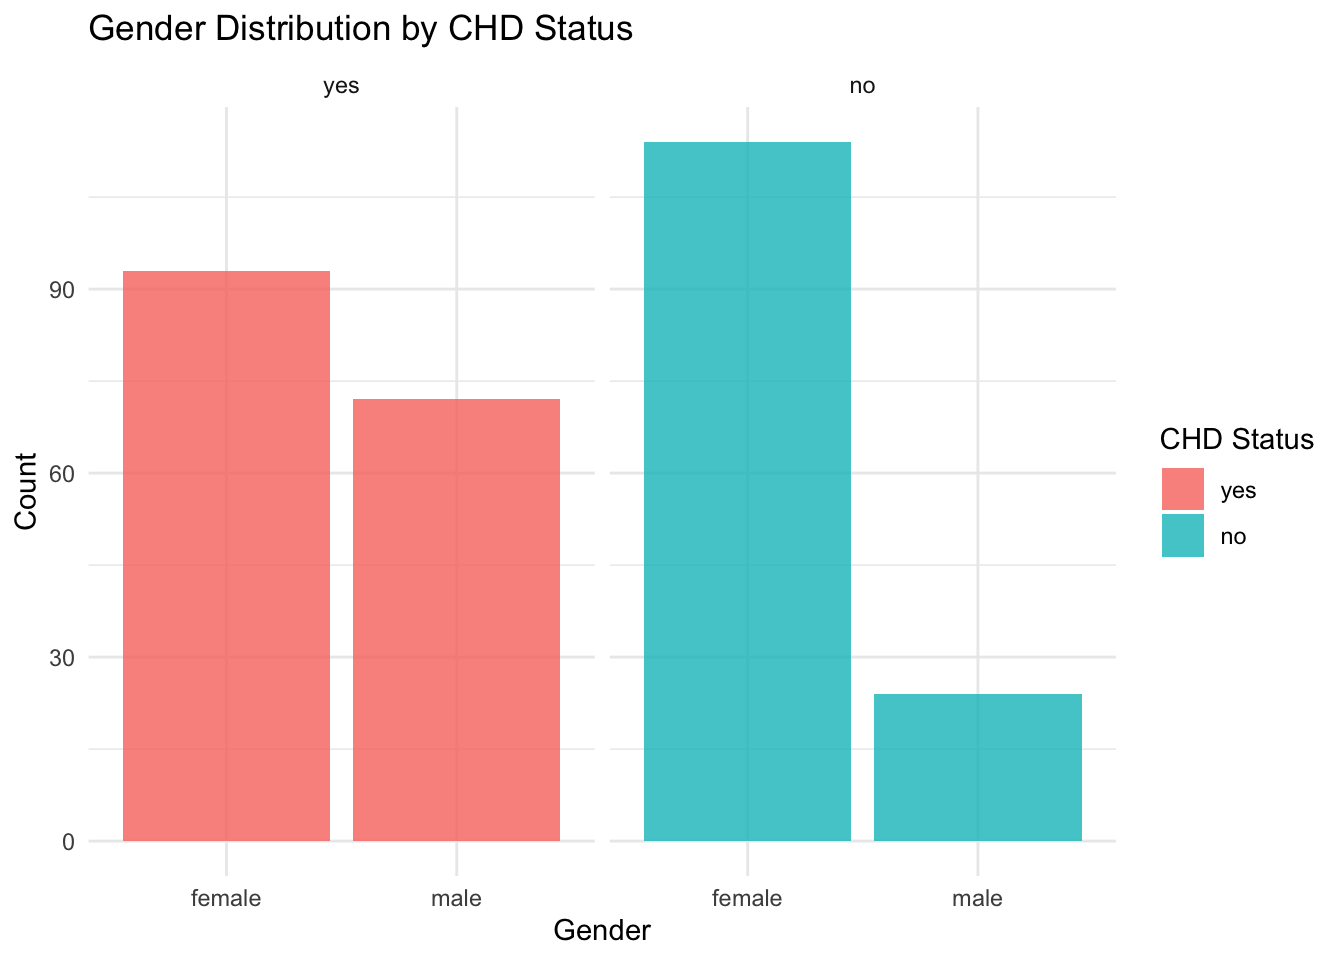 Gender Distribution by CHD Status
yes
no
90
60
30
0
Count
female
male
female
male
Gender
CHD Status
yes
no